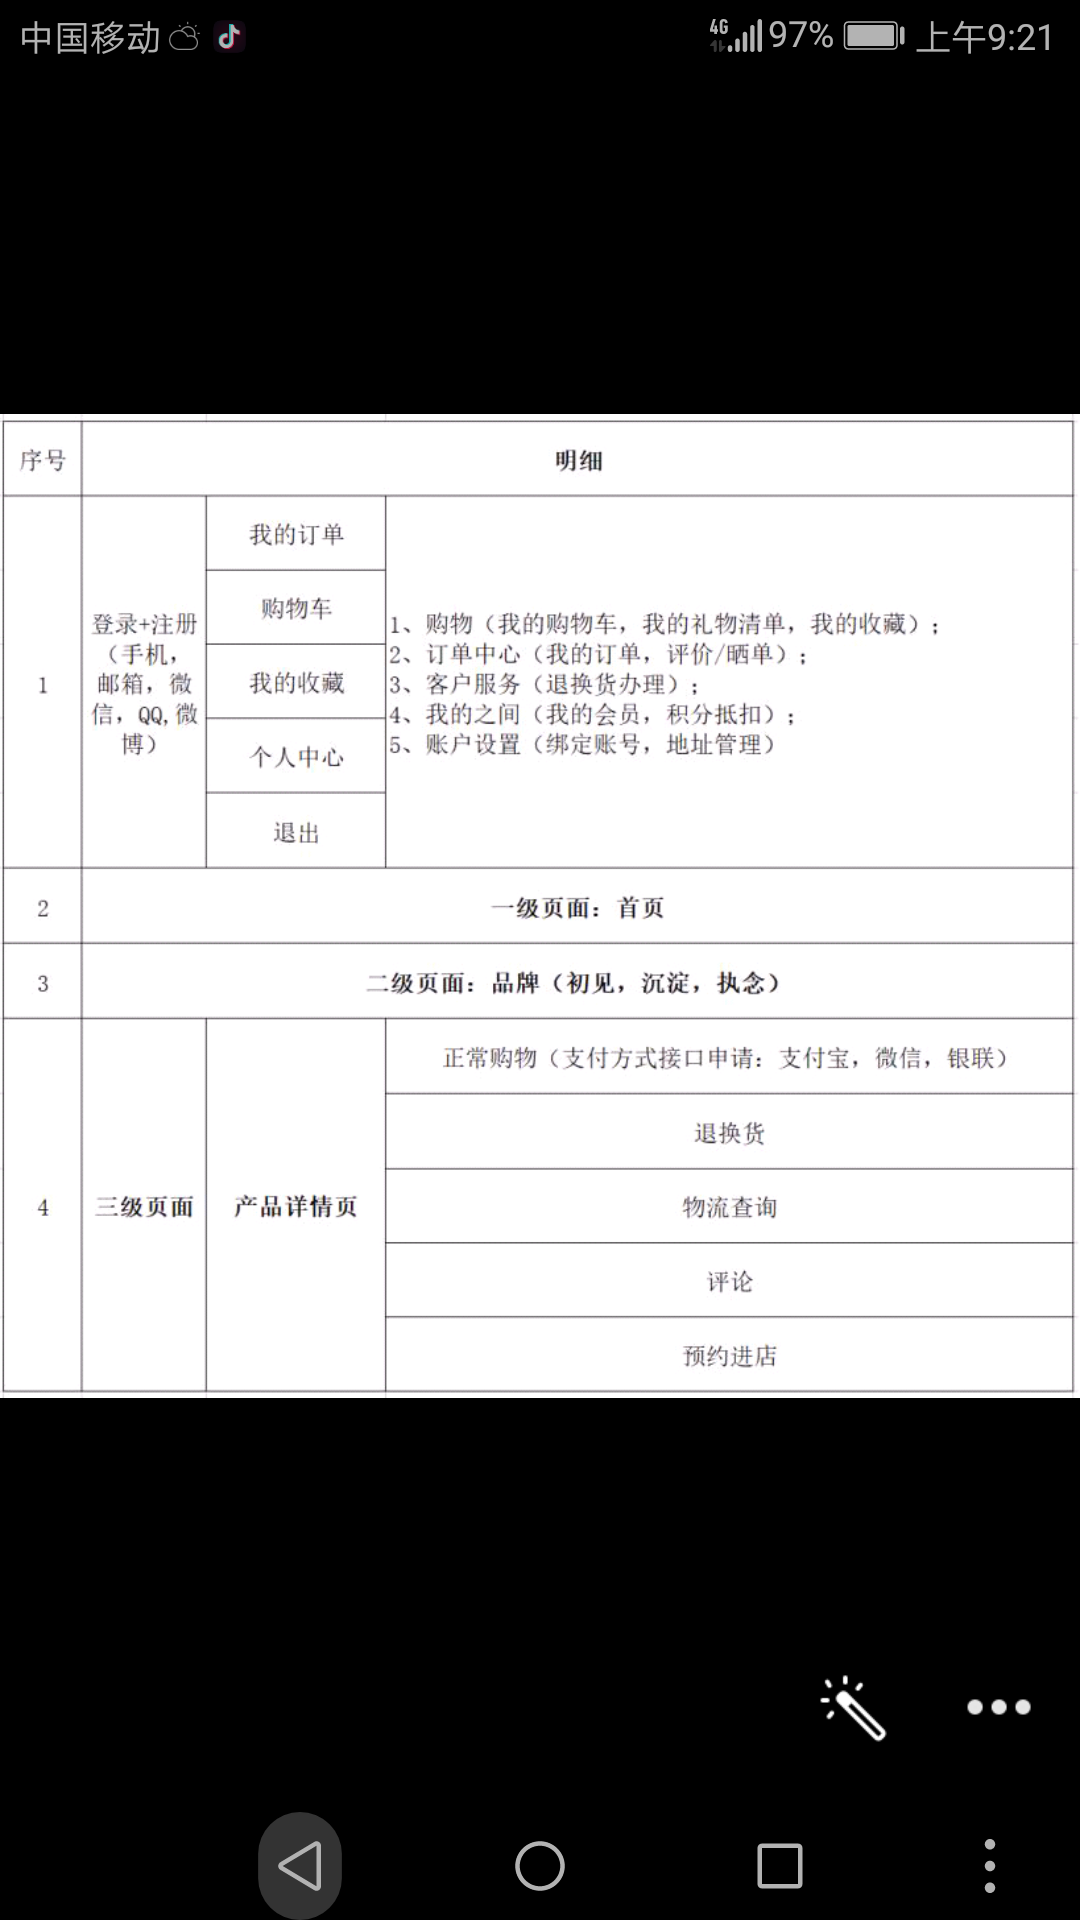 中国移动 4G 97% 上午9:21
序号 明细
1
登录+注册
（手机，
邮箱，微
信，QQ,微
博）
我的订单
购物车
我的收藏
个人中心
退出
1、购物（我的购物车，我的礼物清单，我的收藏）；
2、订单中心（我的订单，评价/晒单）；
3、客户服务（退换货办理）；
4、我的之间（我的会员，积分抵扣）；
5、账户设置（绑定账号，地址管理）
2 一级页面：首页
3 二级页面：品牌（初见，沉淀，执念）
4 三级页面 产品详情页
正常购物（支付方式接口申请：支付宝，微信，银联）
退换货
物流查询
评论
预约进店